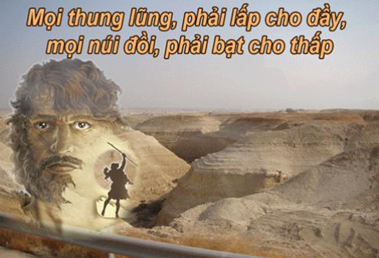 Mọi thung lũng, phải lấp cho đầy,
mọi núi đồi, phải bạt cho thấp